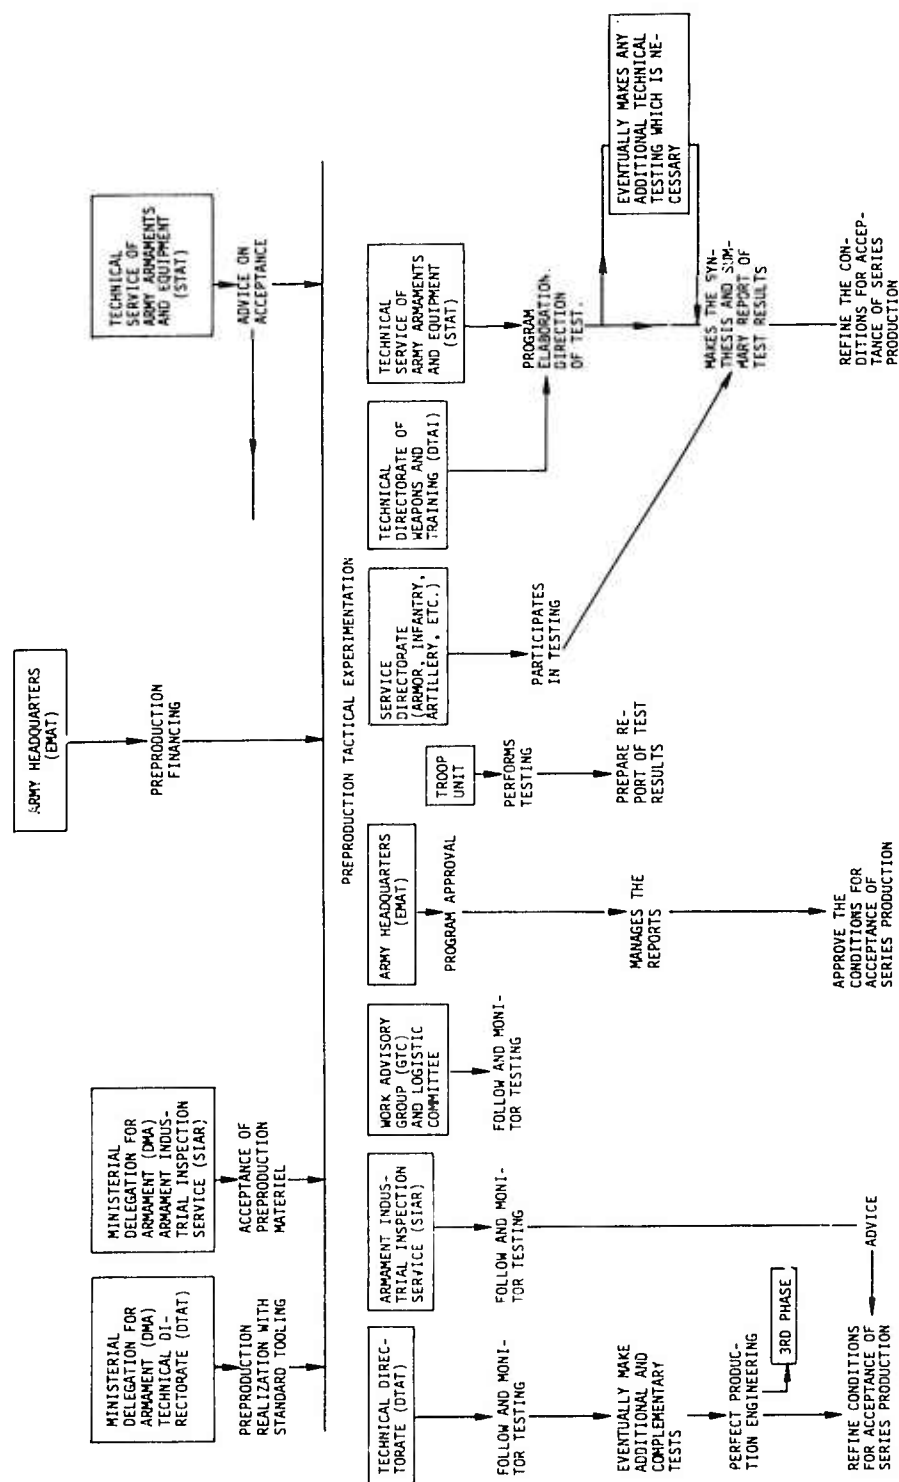 ARMY HEADQUARTERS
(EMAT)
PREPRODUCTION
FINANCING
MINISTERIAL
DELEGATION FOR
ARMAMENT (DMA)
TECHNICAL DI-
RECTORATE (DTAT)
PREPRODUCTION
REALIZATION WITH
STANDARD TOOLING
MINISTERIAL
DELEGATION FOR
ARMAMENT (DMA)
ARMAMENT INDUS-
TRIAL INSPECTION
SERVICE (SIAR)
ACCEPTANCE OF
PREPRODUCTION
MATERIEL
TECHNICAL
SERVICE OF
ARMY ARMAMENTS
AND EQUIPMENT
(STAT)
ADVICE ON
ACCEPTANCE
PREPRODUCTION TACTICAL EXPERIMENTATION
TECHNICAL DIREC-
TORATE (DTAT)
FOLLOW AND MONI-
TOR TESTING
EVENTUALLY MAKE
ADDITIONAL AND
COMPLEMENTARY
TESTS
PERFECT PRODUC-
TION ENGINEERING
3RD PHASE
REFINE CONDITIONS
FOR ACCEPTANCE OF
SERIES PRODUCTION
ARMAMENT INDUS-
TRIAL INSPECTION
SERVICE (SIAR)
FOLLOW AND MONI-
TOR TESTING
ADVICE
WORK ADVISORY
GROUP (GTC)
AND LOGISTIC
COMMITTEE
FOLLOW AND MONI-
TOR TESTING
ARMY HEADQUARTERS
(EMAT)
PROGRAM APPROVAL
MANAGES THE
REPORTS
APPROVE THE
CONDITIONS FOR
ACCEPTANCE OF
SERIES PRODUCTION
TROOP
UNIT
PERFORMS
TESTING
PREPARE RE-
PORT OF TEST
RESULTS
SERVICE
DIRECTORATE
(ARMOR, INFANTRY,
ARTILLERY, ETC.)
PARTICIPATES
IN TESTING
TECHNICAL
DIRECTORATE OF
WEAPONS AND
TRAINING (DTAI)
TECHNICAL
SERVICE OF
ARMY ARMAMENTS
AND EQUIPMENT
(STAT)
PROGRAM
ELABORATION.
DIRECTION
OF TEST.
EVENTUALLY MAKES ANY
ADDITIONAL TECHNICAL
TESTING WHICH IS NE-
CESSARY
MAKES THE SYN-
THESIS AND SUM-
MARY REPORT OF
TEST RESULTS
REFINE THE CON-
DITIONS FOR ACCEP-
TANCE OF SERIES
PRODUCTION